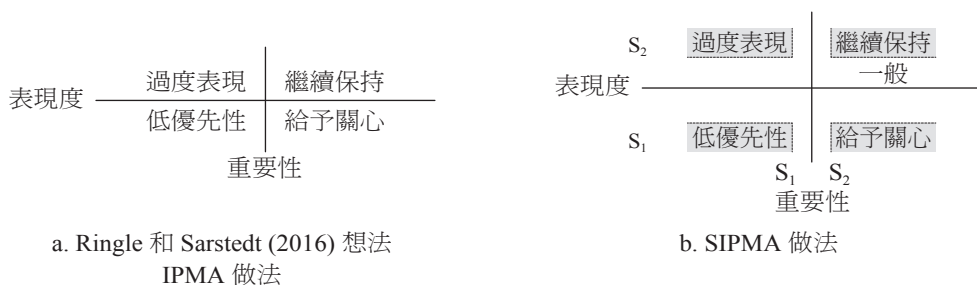 過度表現 繼續保持
表現度
低優先性 給予關心
重要性
a. Ringle 和 Sarstedt (2016) 想法
IPMA 做法
S2 過度表現 繼續保持
一般
表現度
S1 低優先性 給予關心
S1 S2
重要性
b. SIPMA 做法